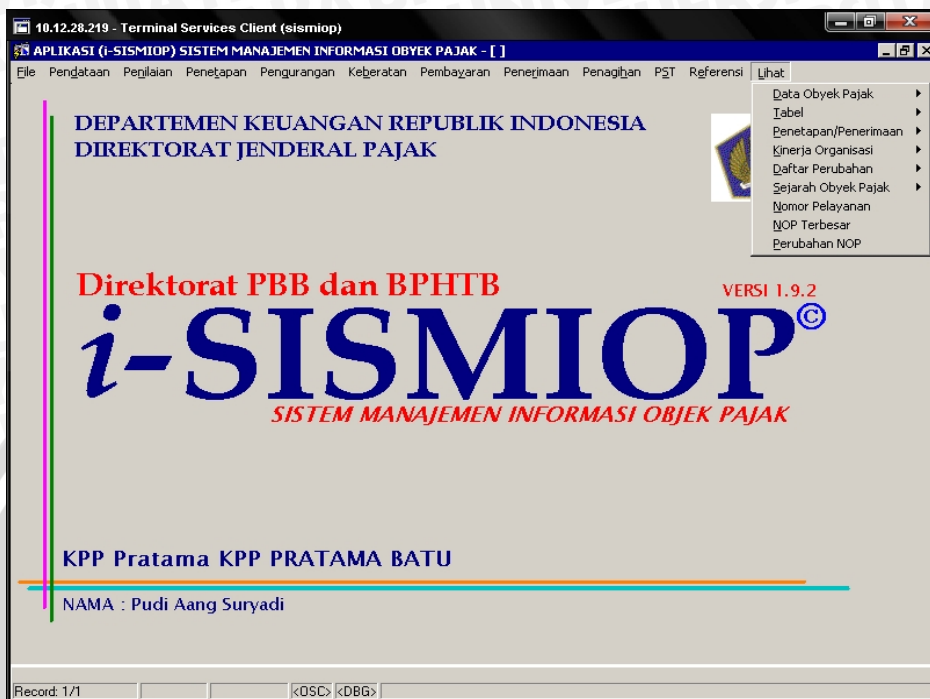 10.12.28.219 - Terminal Services Client (sismiop)
APLIKASI (i-SISMIOP) SISTEM MANAJEMEN INFORMASI OBYEK PAJAK - [ ]
File Pendataan Penilaian Penetapan Pengurangan Keberatan Pembayaran Penerimaan Penagihan PST Referensi Lihat
Data Obyek Pajak
Tabel
Penetapan/Penerimaan
Kinerja Organisasi
Daftar Perubahan
Sejarah Obyek Pajak
Nomor Pelayanan
NOP Terbesar
Perubahan NOP
DEPARTEMEN KEUANGAN REPUBLIK INDONESIA
DIREKTORAT JENDERAL PAJAK
Direktorat PBB dan BPHTB
VERSI 1.9.2
i-SISMIOP©
SISTEM MANAJEMEN INFORMASI OBJEK PAJAK
KPP Pratama KPP PRATAMA BATU
NAMA : Pudi Aang Suryadi
Record: 1/1 <OSC> <DBG>